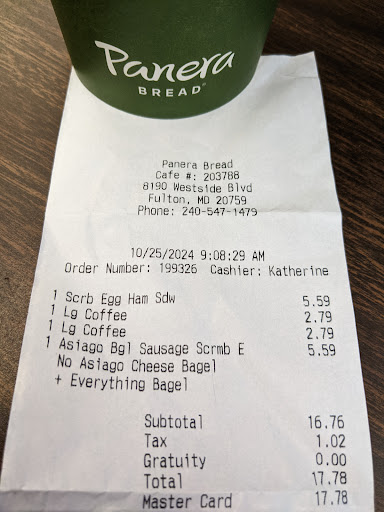 Panera
BREAD®
Panera Bread
Cafe #: 203788
8190 Westside Blvd
Fulton, MD 20759
Phone: 240-547-1479
10/25/2024 9:08:29 AM
Order Number: 199326 Cashier: Katherine
1 Scrb Egg Ham Sdw 5.59
1 Lg Coffee 2.79
1 Lg Coffee 2.79
1 Asiago Bgl Sausage Scrmb E 5.59
No Asiago Cheese Bagel
+ Everything Bagel
Subtotal 16.76
Tax 1.02
Gratuity 0.00
Total 17.78
Master Card 17.78